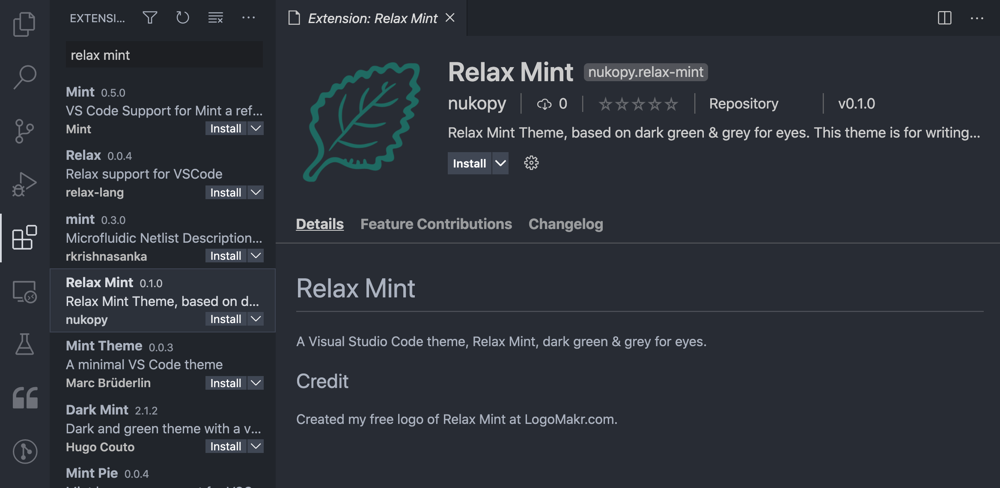 EXTENSI...
relax mint
Mint 0.5.0
VS Code Support for Mint a ref...
Mint Install
Relax 0.0.4
Relax support for VSCode
relax-lang Install
mint 0.3.0
Microfluidic Netlist Description...
rkrishnasanka Install
Relax Mint 0.1.0
Relax Mint Theme, based on d...
nukopy Install
Mint Theme 0.0.3
A minimal VS Code theme
Marc Brüderlin Install
Dark Mint 2.1.2
Dark and green theme with a v...
Hugo Couto Install
Mint Pie 0.0.4
Extension: Relax Mint
Relax Mint nukopy.relax-mint
nukopy 0 Repository v0.1.0
Relax Mint Theme, based on dark green & grey for eyes. This theme is for writing...
Install
Details Feature Contributions Changelog
Relax Mint
A Visual Studio Code theme, Relax Mint, dark green & grey for eyes.
Credit
Created my free logo of Relax Mint at LogoMakr.com.